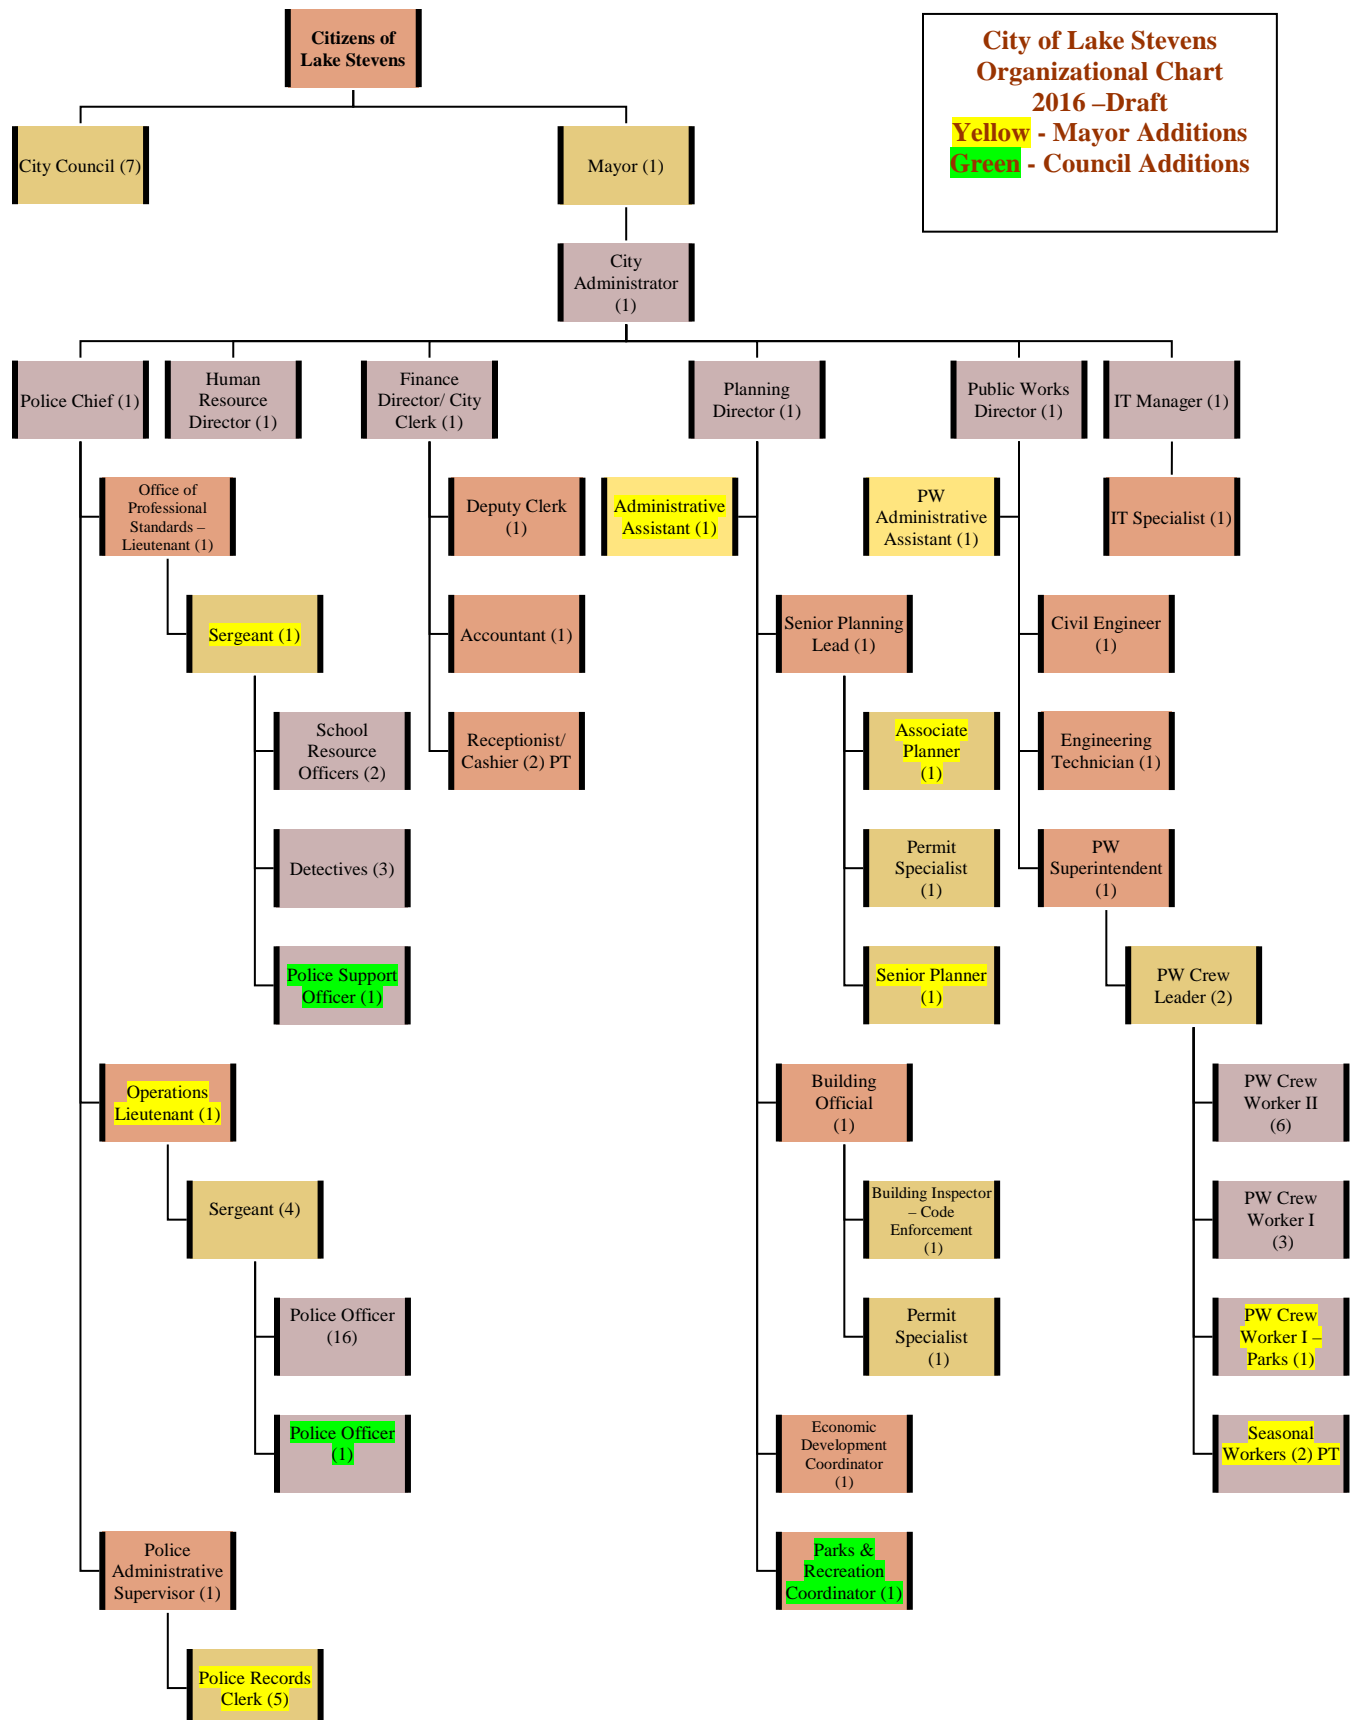 Citizens of
Lake Stevens
City of Lake Stevens
Organizational Chart
2016 –Draft
Yellow - Mayor Additions
Green - Council Additions
City Council (7)
Mayor (1)
City
Administrator
(1)
Police Chief (1)
Human
Resource
Director (1)
Finance
Director/ City
Clerk (1)
Planning
Director (1)
Public Works
Director (1)
IT Manager (1)
Office of
Professional
Standards –
Lieutenant (1)
Deputy Clerk
(1)
Administrative
Assistant (1)
PW
Administrative
Assistant (1)
IT Specialist (1)
Sergeant (1)
Accountant (1)
Senior Planning
Lead (1)
Civil Engineer
(1)
School
Resource
Officers (2)
Receptionist/
Cashier (2) PT
Associate
Planner
(1)
Engineering
Technician (1)
Detectives (3)
Permit
Specialist
(1)
PW
Superintendent
(1)
Police Support
Officer (1)
Senior Planner
(1)
PW Crew
Leader (2)
Operations
Lieutenant (1)
Building
Official
(1)
PW Crew
Worker II
(6)
Sergeant (4)
Building Inspector
– Code
Enforcement
(1)
PW Crew
Worker I
(3)
Police Officer
(16)
Permit
Specialist
(1)
PW Crew
Worker I –
Parks (1)
Police Officer
(1)
Economic
Development
Coordinator
(1)
Seasonal
Workers (2) PT
Police
Administrative
Supervisor (1)
Parks &
Recreation
Coordinator (1)
Police Records
Clerk (5)